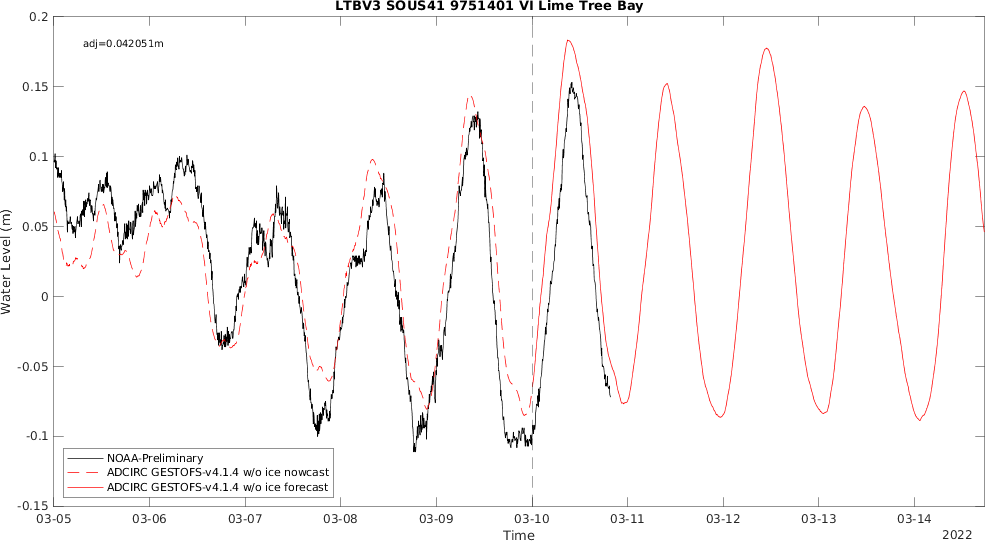 LTBV3 SOUS41 9751401 VI Lime Tree Bay
adj=0.042051m
Water Level (m)
0.2
0.15
0.1
0.05
0
-0.05
-0.1
-0.15
NOAA-Preliminary
ADCIRC GESTOFS-v4.1.4 w/o ice nowcast
ADCIRC GESTOFS-v4.1.4 w/o ice forecast
03-05 03-06 03-07 03-08 03-09 03-10 03-11 03-12 03-13 03-14
Time
2022